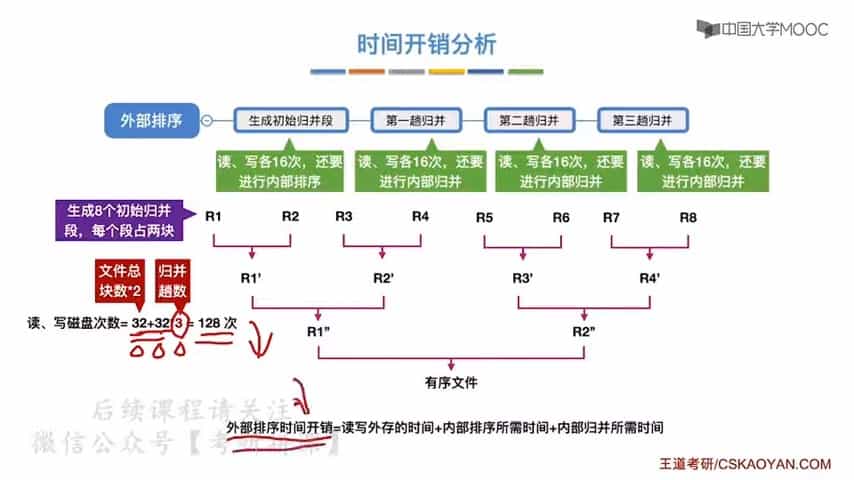 中国大学MOOC
时间开销分析
外部排序
生成初始归并段
第一趟归并
第二趟归并
第三趟归并
读、写各16次，还要
进行内部排序
读、写各16次，还要
进行内部归并
读、写各16次，还要
进行内部归并
读、写各16次，还要
进行内部归并
生成8个初始归并
段，每个段占两块
R1 R2 R3 R4 R5 R6 R7 R8
文件总
块数*2
归并
趟数
R1’ R2’ R3’ R4’
读、写磁盘次数= 32+32*3 = 128 次
R1” R2”
有序文件
后续课程请关注
外部排序时间开销=读写外存的时间+内部排序所需时间+内部归并所需时间
微信公众号【考研拼课】
王道考研/CSKAOYAN.COM